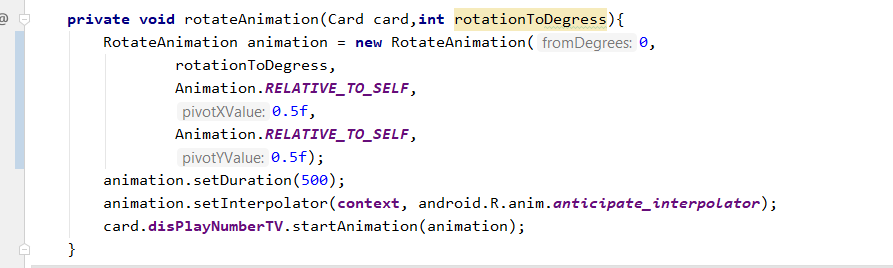 @
private void rotateAnimation(Card card,int rotationToDegress){
RotateAnimation animation = new RotateAnimation( fromDegrees: 0,
rotationToDegress,
Animation.RELATIVE_TO_SELF,
pivotXValue: 0.5f,
Animation.RELATIVE_TO_SELF,
pivotYValue: 0.5f);
animation.setDuration(500);
animation.setInterpolator(context, android.R.anim.anticipate_interpolator);
card.disPlayNumberTV.startAnimation(animation);
}